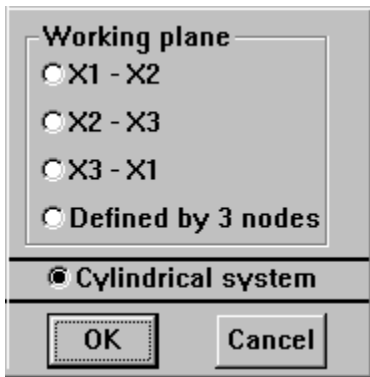 Working plane
X1 - X2
X2 - X3
X3 - X1
Defined by 3 nodes
Cylindrical system
OK Cancel